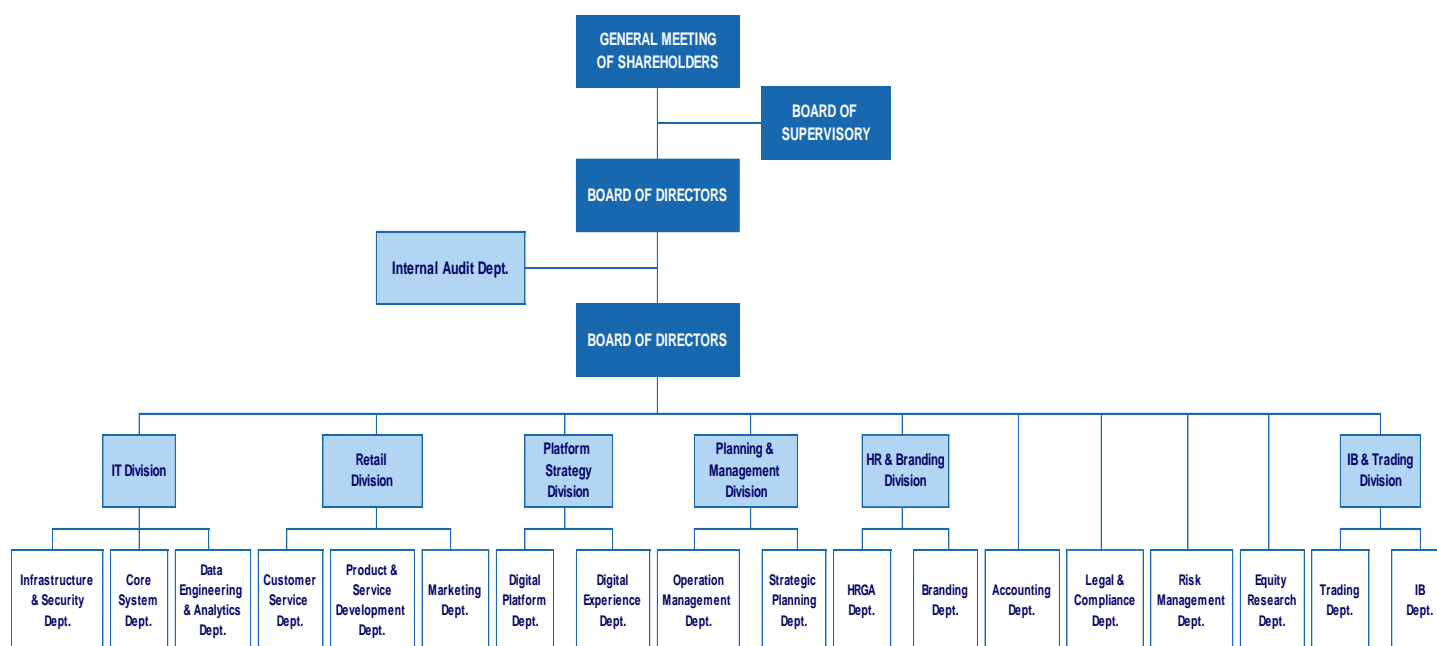 GENERAL MEETING
OF SHAREHOLDERS
BOARD OF
SUPERVISORY
BOARD OF DIRECTORS
Internal Audit Dept.
BOARD OF DIRECTORS
IT Division
Retail
Division
Platform
Strategy
Division
Planning &
Management
Division
HR & Branding
Division
IB & Trading
Division
Infrastructure
& Security
Dept.
Core
System
Dept.
Data
Engineering
& Analytics
Dept.
Customer
Service
Dept.
Product &
Service
Development
Dept.
Marketing
Dept.
Digital
Platform
Dept.
Digital
Experience
Dept.
Operation
Management
Dept.
Strategic
Planning
Dept.
HRGA
Dept.
Branding
Dept.
Accounting
Dept.
Legal &
Compliance
Dept.
Risk
Management
Dept.
Equity
Research
Dept.
Trading
Dept.
IB
Dept.